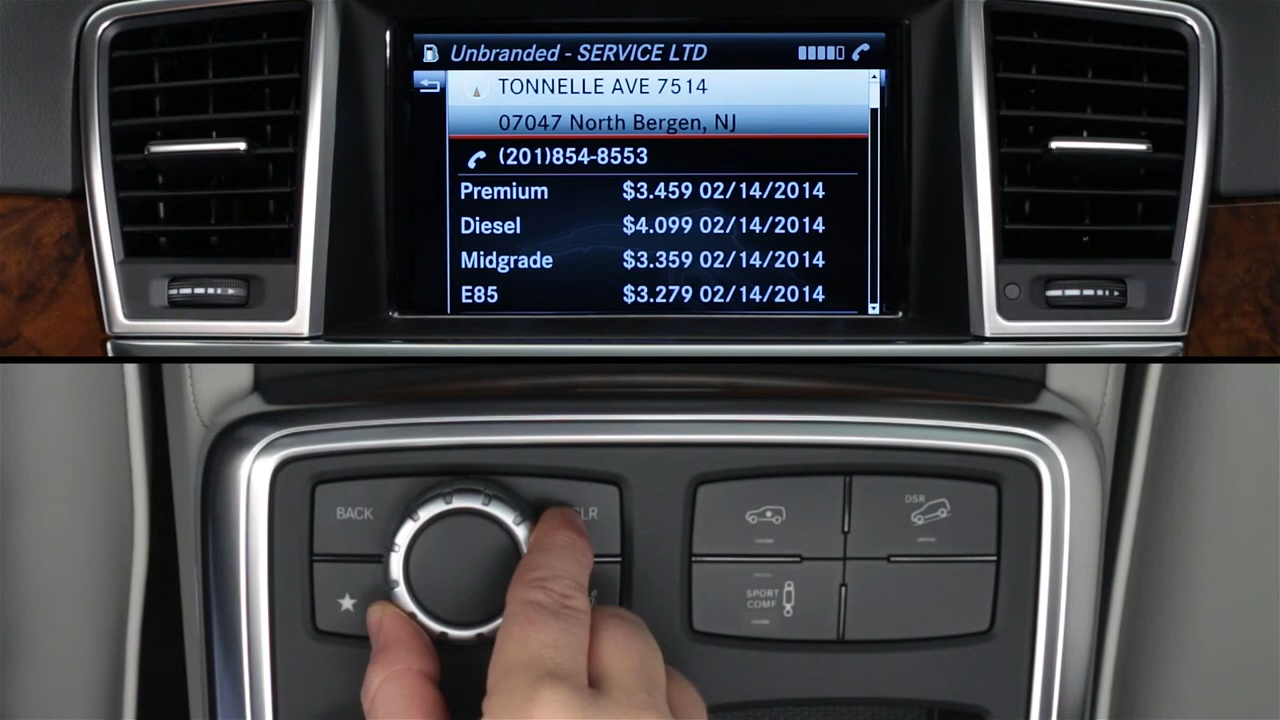 Unbranded - SERVICE LTD
TONNELLE AVE 7514
07047 North Bergen, NJ
(201)854-8553
Premium $3.459 02/14/2014
Diesel $4.099 02/14/2014
Midgrade $3.359 02/14/2014
E85 $3.279 02/14/2014
BACK
CLR
DSR
SPORT
COMF